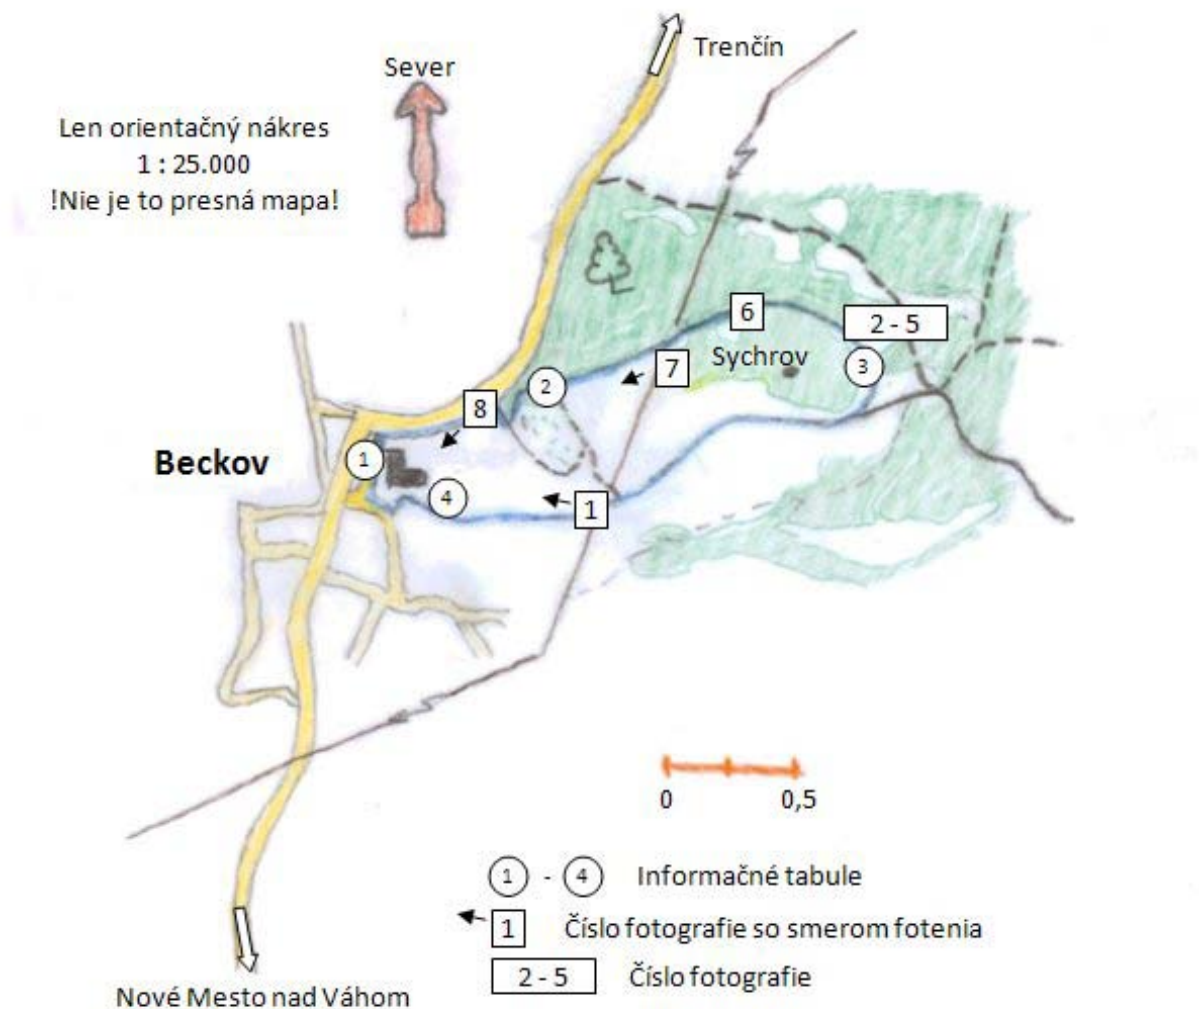 Trenčín
Sever
Len orientačný nákres
1 : 25.000
!Nie je to presná mapa!
6
2 - 5
Sychrov
7
3
2
8
1
Beckov
4
1
0 0,5
1 - 4 Informačné tabule
1 Číslo fotografie so smerom fotenia
2 - 5 Číslo fotografie
Nové Mesto nad Váhom